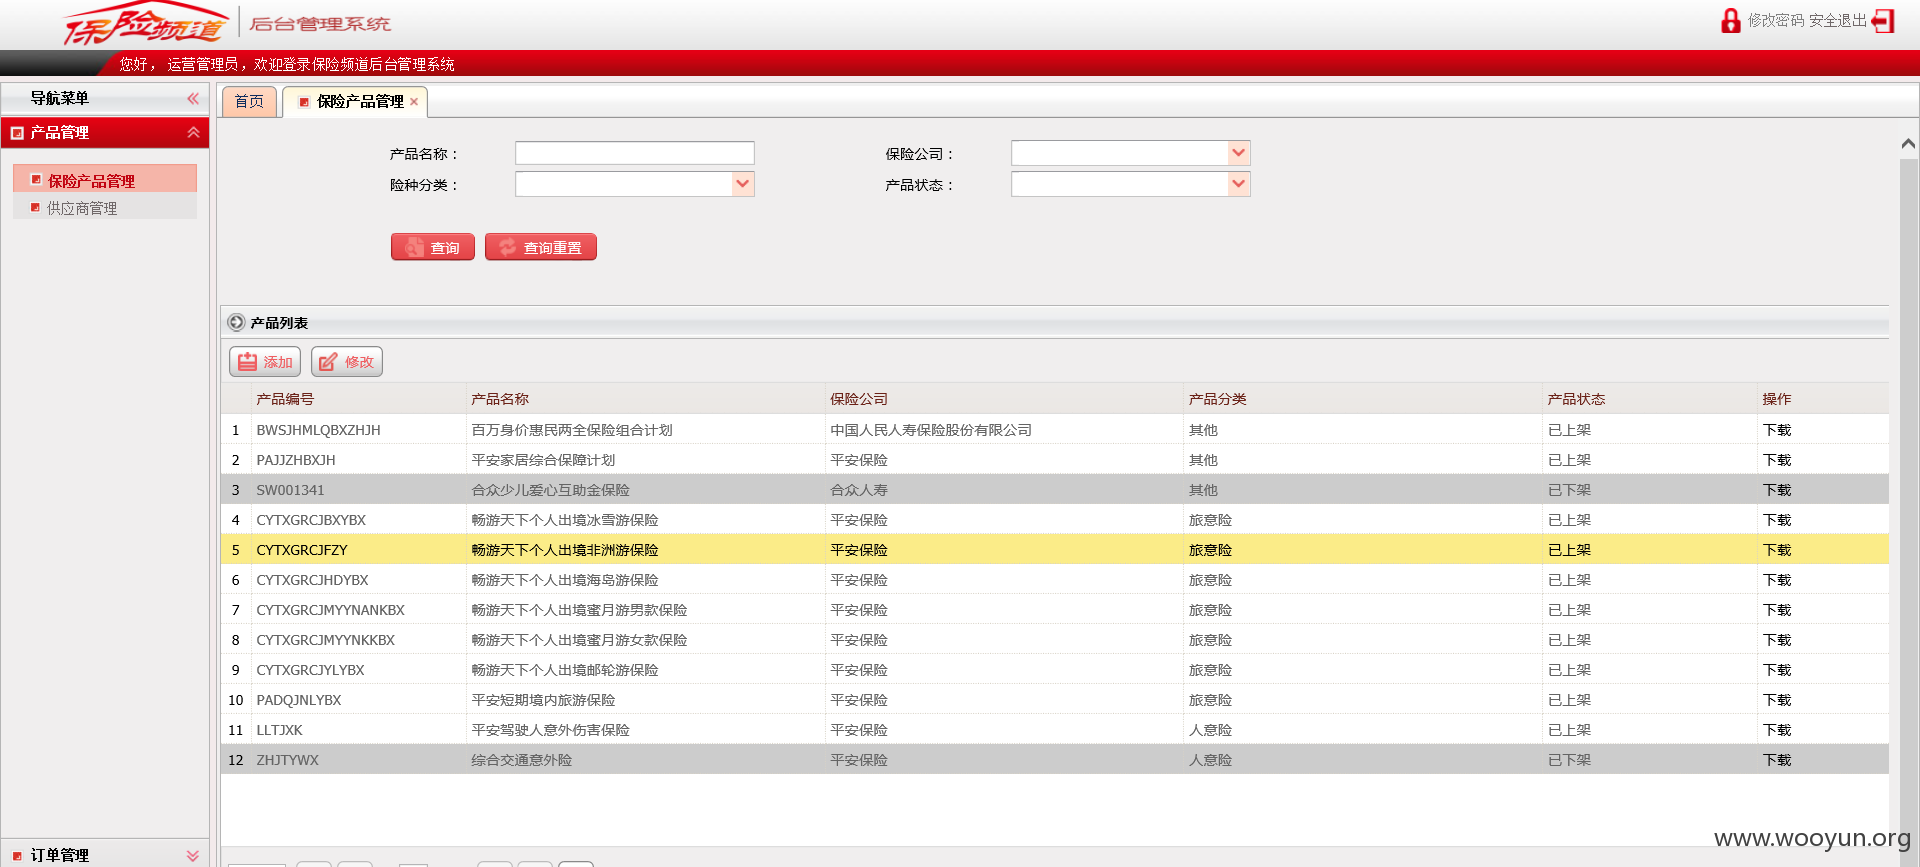 保险频道 后台管理系统 修改密码 安全退出
您好， 运营管理员，欢迎登录保险频道后台管理系统
导航菜单
产品管理
保险产品管理
供应商管理
订单管理
首页 保险产品管理
产品名称： 保险公司：
险种分类： 产品状态：
查询 查询重置
产品列表
添加 修改
产品编号 产品名称 保险公司 产品分类 产品状态 操作
1 BWSJHMLQBXZHJH 百万身价惠民两全保险组合计划 中国人民人寿保险股份有限公司 其他 已上架 下载
2 PAJJZHBXJH 平安家居综合保障计划 平安保险 其他 已上架 下载
3 SW001341 合众少儿爱心互助金保险 合众人寿 其他 已下架 下载
4 CYTXGRCJBXYBX 畅游天下个人出境冰雪游保险 平安保险 旅意险 已上架 下载
5 CYTXGRCJFZY 畅游天下个人出境非洲游保险 平安保险 旅意险 已上架 下载
6 CYTXGRCJHDYBX 畅游天下个人出境海岛游保险 平安保险 旅意险 已上架 下载
7 CYTXGRCJMYYNANKBX 畅游天下个人出境蜜月游男款保险 平安保险 旅意险 已上架 下载
8 CYTXGRCJMYYNKKBX 畅游天下个人出境蜜月游女款保险 平安保险 旅意险 已上架 下载
9 CYTXGRCJYLYBX 畅游天下个人出境邮轮游保险 平安保险 旅意险 已上架 下载
10 PADQJNLYBX 平安短期境内旅游保险 平安保险 旅意险 已上架 下载
11 LLTJXK 平安驾驶人意外伤害保险 平安保险 人意险 已上架 下载
12 ZHJTYWX 综合交通意外险 平安保险 人意险 已下架 下载
www.wooyun.org